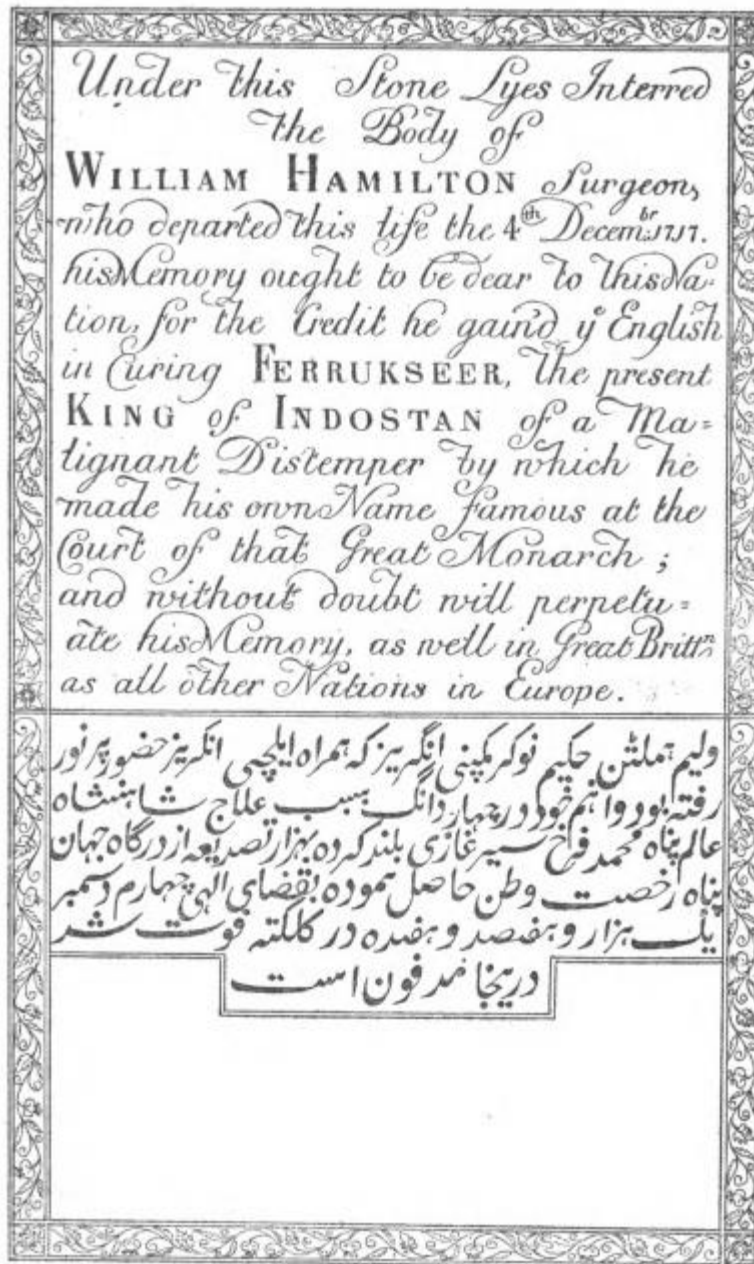 Under this Stone Lyes Interred
the Body of
WILLIAM HAMILTON Surgeon,
who departed this life the 4th Decembr. 1717.
his Memory ought to be dear to this Na-
tion, for the Credit he gain'd ye English
in Curing FERRUKSEER, the present
KING of INDOSTAN of a Ma=
lignant Distemper by which he
made his own Name famous at the
Court of that Great Monarch;
and without doubt will perpetu=
ate his Memory, as well in Great Brittn
as all other Nations in Europe.
ولیم هملتن حکیم نوکر کمپنی انگریز که همراه ایلچی انگریز حضور پر نور
رفته بود و اسم خود در چهار دانگ بسبب علاج شاهنشاه
عالم پناه محمد فرخ سیر غازی بلند کرده بهزار تصدیعه از درگاه جهان
پناه رخصت وطن حاصل نموده بقضای الهی چهارم دسمبر
یک هزار و هفصد و هفده در کلکته فوت شد
دریخا مدفون است